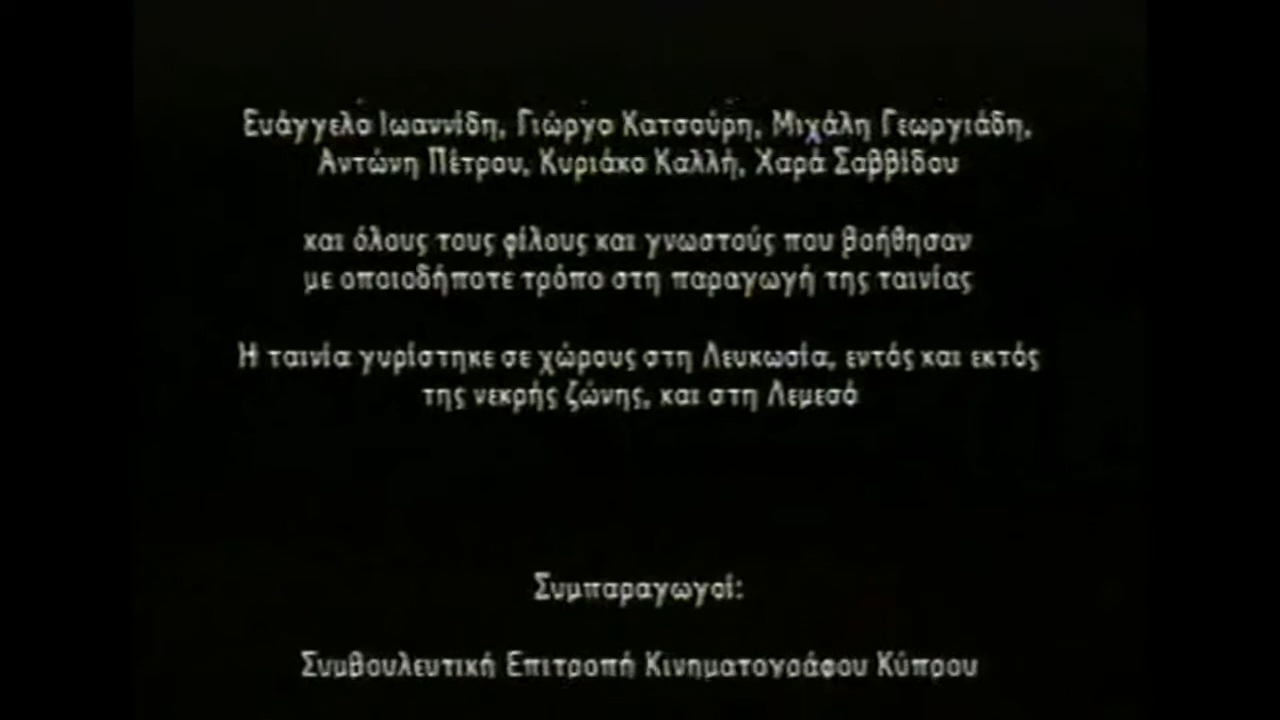 Ευάγγελο Ιωαννίδη, Γιώργο Κατσούρη, Μιχάλη Γεωργιάδη,
Αντώνη Πέτρου, Κυριάκο Καλλή, Χαρά Σαββίδου
και όλους τους φίλους και γνωστούς που βοήθησαν
με οποιοδήποτε τρόπο στη παραγωγή της ταινίας
Η ταινία γυρίστηκε σε χώρους στη Λευκωσία, εντός και εκτός
της νεκρής ζώνης, και στη Λεμεσό
Συμπαραγωγοί:
Συμβουλευτική Επιτροπή Κινηματογράφου Κύπρου